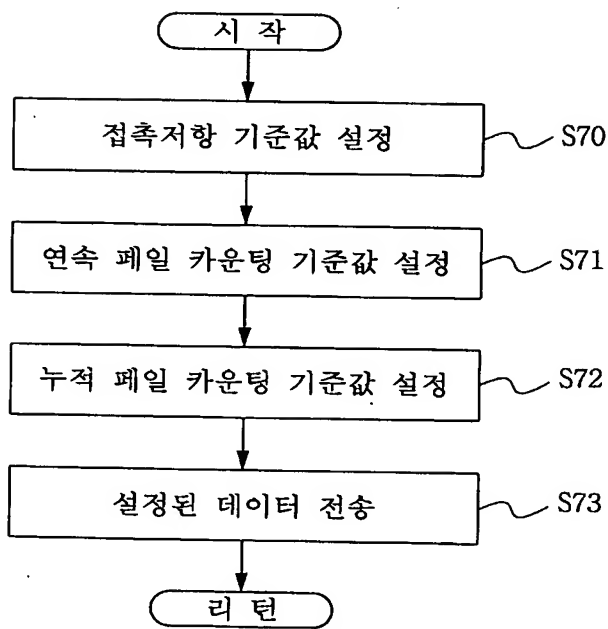 시 작
접촉저항 기준값 설정
S70
연속 페일 카운팅 기준값 설정
S71
누적 페일 카운팅 기준값 설정
S72
설정된 데이터 전송
S73
리 턴